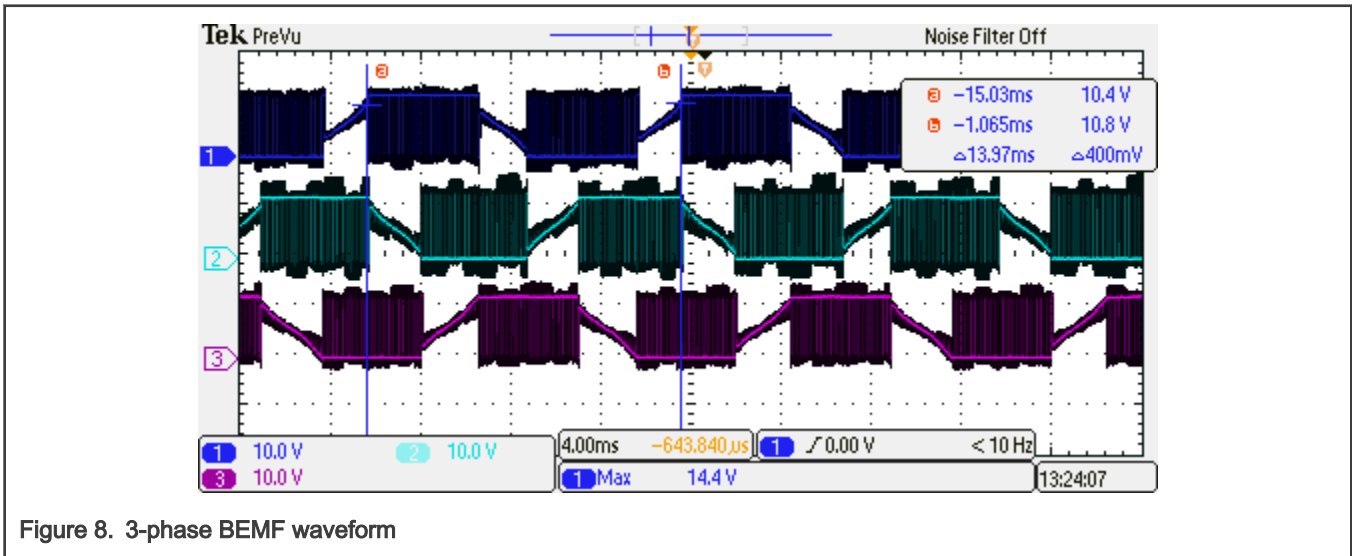 Tek PreVu
Noise Filter Off
a
b
T
a -15.03ms 10.4 V
b -1.065ms 10.8 V
△13.97ms △400mV
1
2
3
1 10.0 V 2 10.0 V
3 10.0 V
4.00ms -643.840µs
1 ∫ 0.00 V < 10 Hz
1 Max 14.4 V
13:24:07
Figure 8. 3-phase BEMF waveform